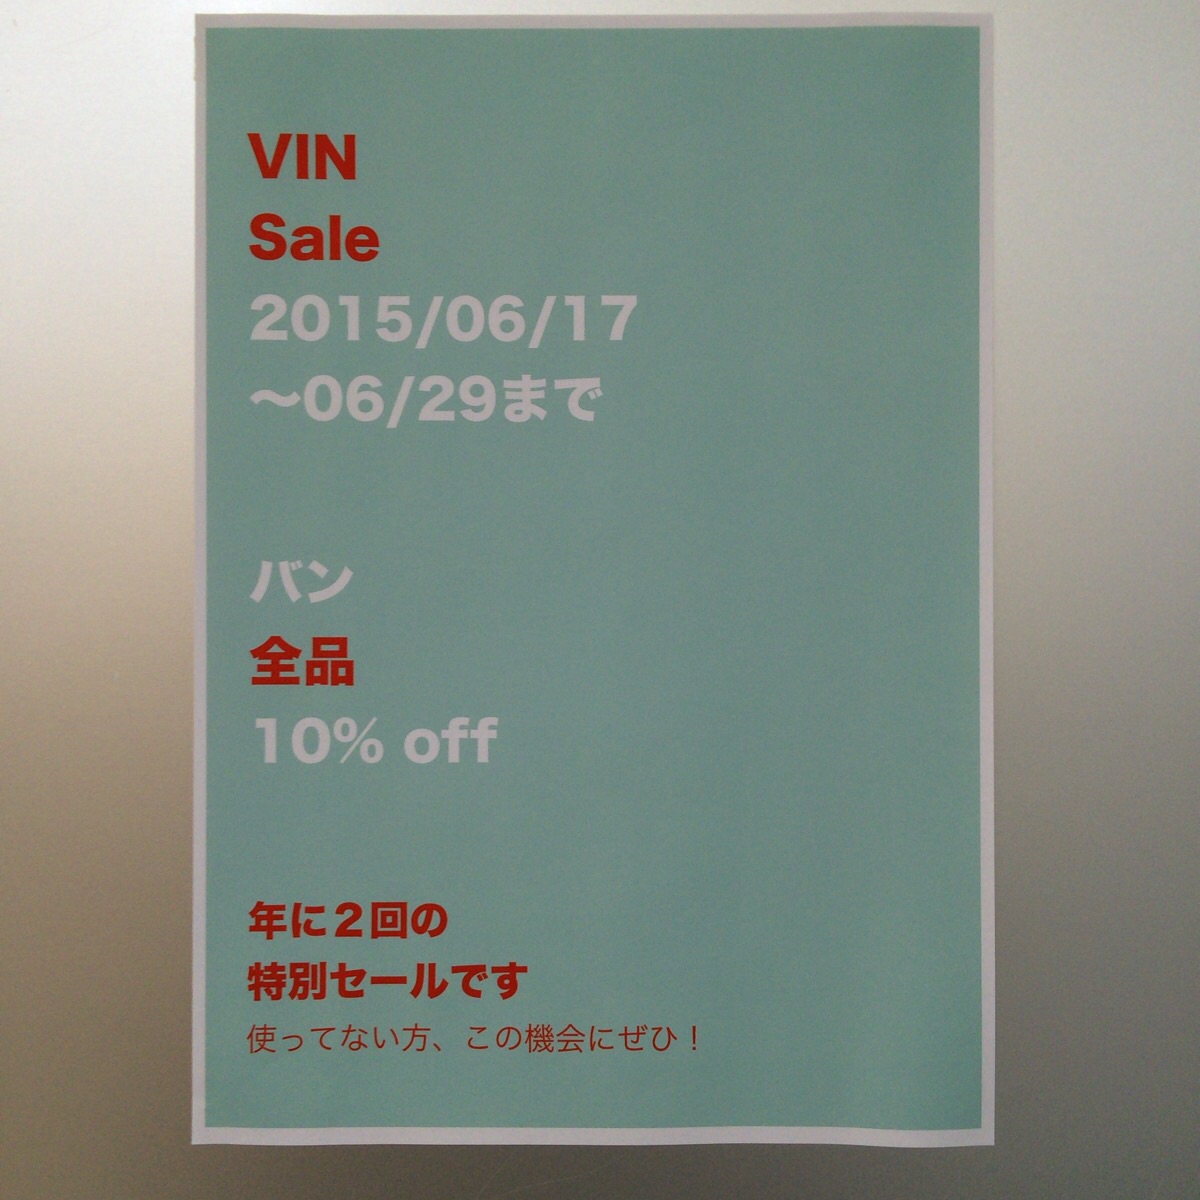 VIN
Sale
2015/06/17
〜06/29まで
バン
全品
10% off
年に２回の
特別セールです
使ってない方、この機会にぜひ！